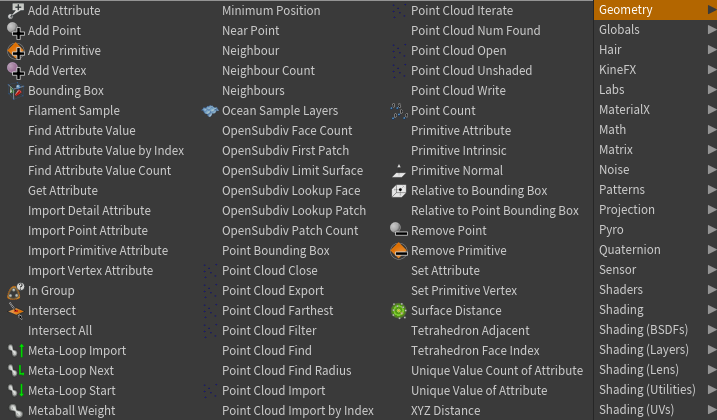 Add Attribute
Add Point
Add Primitive
Add Vertex
Bounding Box
Filament Sample
Find Attribute Value
Find Attribute Value by Index
Find Attribute Value Count
Get Attribute
Import Detail Attribute
Import Point Attribute
Import Primitive Attribute
Import Vertex Attribute
In Group
Intersect
Intersect All
Meta-Loop Import
Meta-Loop Next
Meta-Loop Start
Metaball Weight
Minimum Position
Near Point
Neighbour
Neighbour Count
Neighbours
Ocean Sample Layers
OpenSubdiv Face Count
OpenSubdiv First Patch
OpenSubdiv Limit Surface
OpenSubdiv Lookup Face
OpenSubdiv Lookup Patch
OpenSubdiv Patch Count
Point Bounding Box
Point Cloud Close
Point Cloud Export
Point Cloud Farthest
Point Cloud Filter
Point Cloud Find
Point Cloud Find Radius
Point Cloud Import
Point Cloud Import by Index
Point Cloud Iterate
Point Cloud Num Found
Point Cloud Open
Point Cloud Unshaded
Point Cloud Write
Point Count
Primitive Attribute
Primitive Intrinsic
Primitive Normal
Relative to Bounding Box
Relative to Point Bounding Box
Remove Point
Remove Primitive
Set Attribute
Set Primitive Vertex
Surface Distance
Tetrahedron Adjacent
Tetrahedron Face Index
Unique Value Count of Attribute
Unique Value of Attribute
XYZ Distance
Geometry
Globals
Hair
KineFX
Labs
MaterialX
Math
Matrix
Noise
Patterns
Projection
Pyro
Quaternion
Sensor
Shaders
Shading
Shading (BSDFs)
Shading (Layers)
Shading (Lens)
Shading (Utilities)
Shading (UVs)